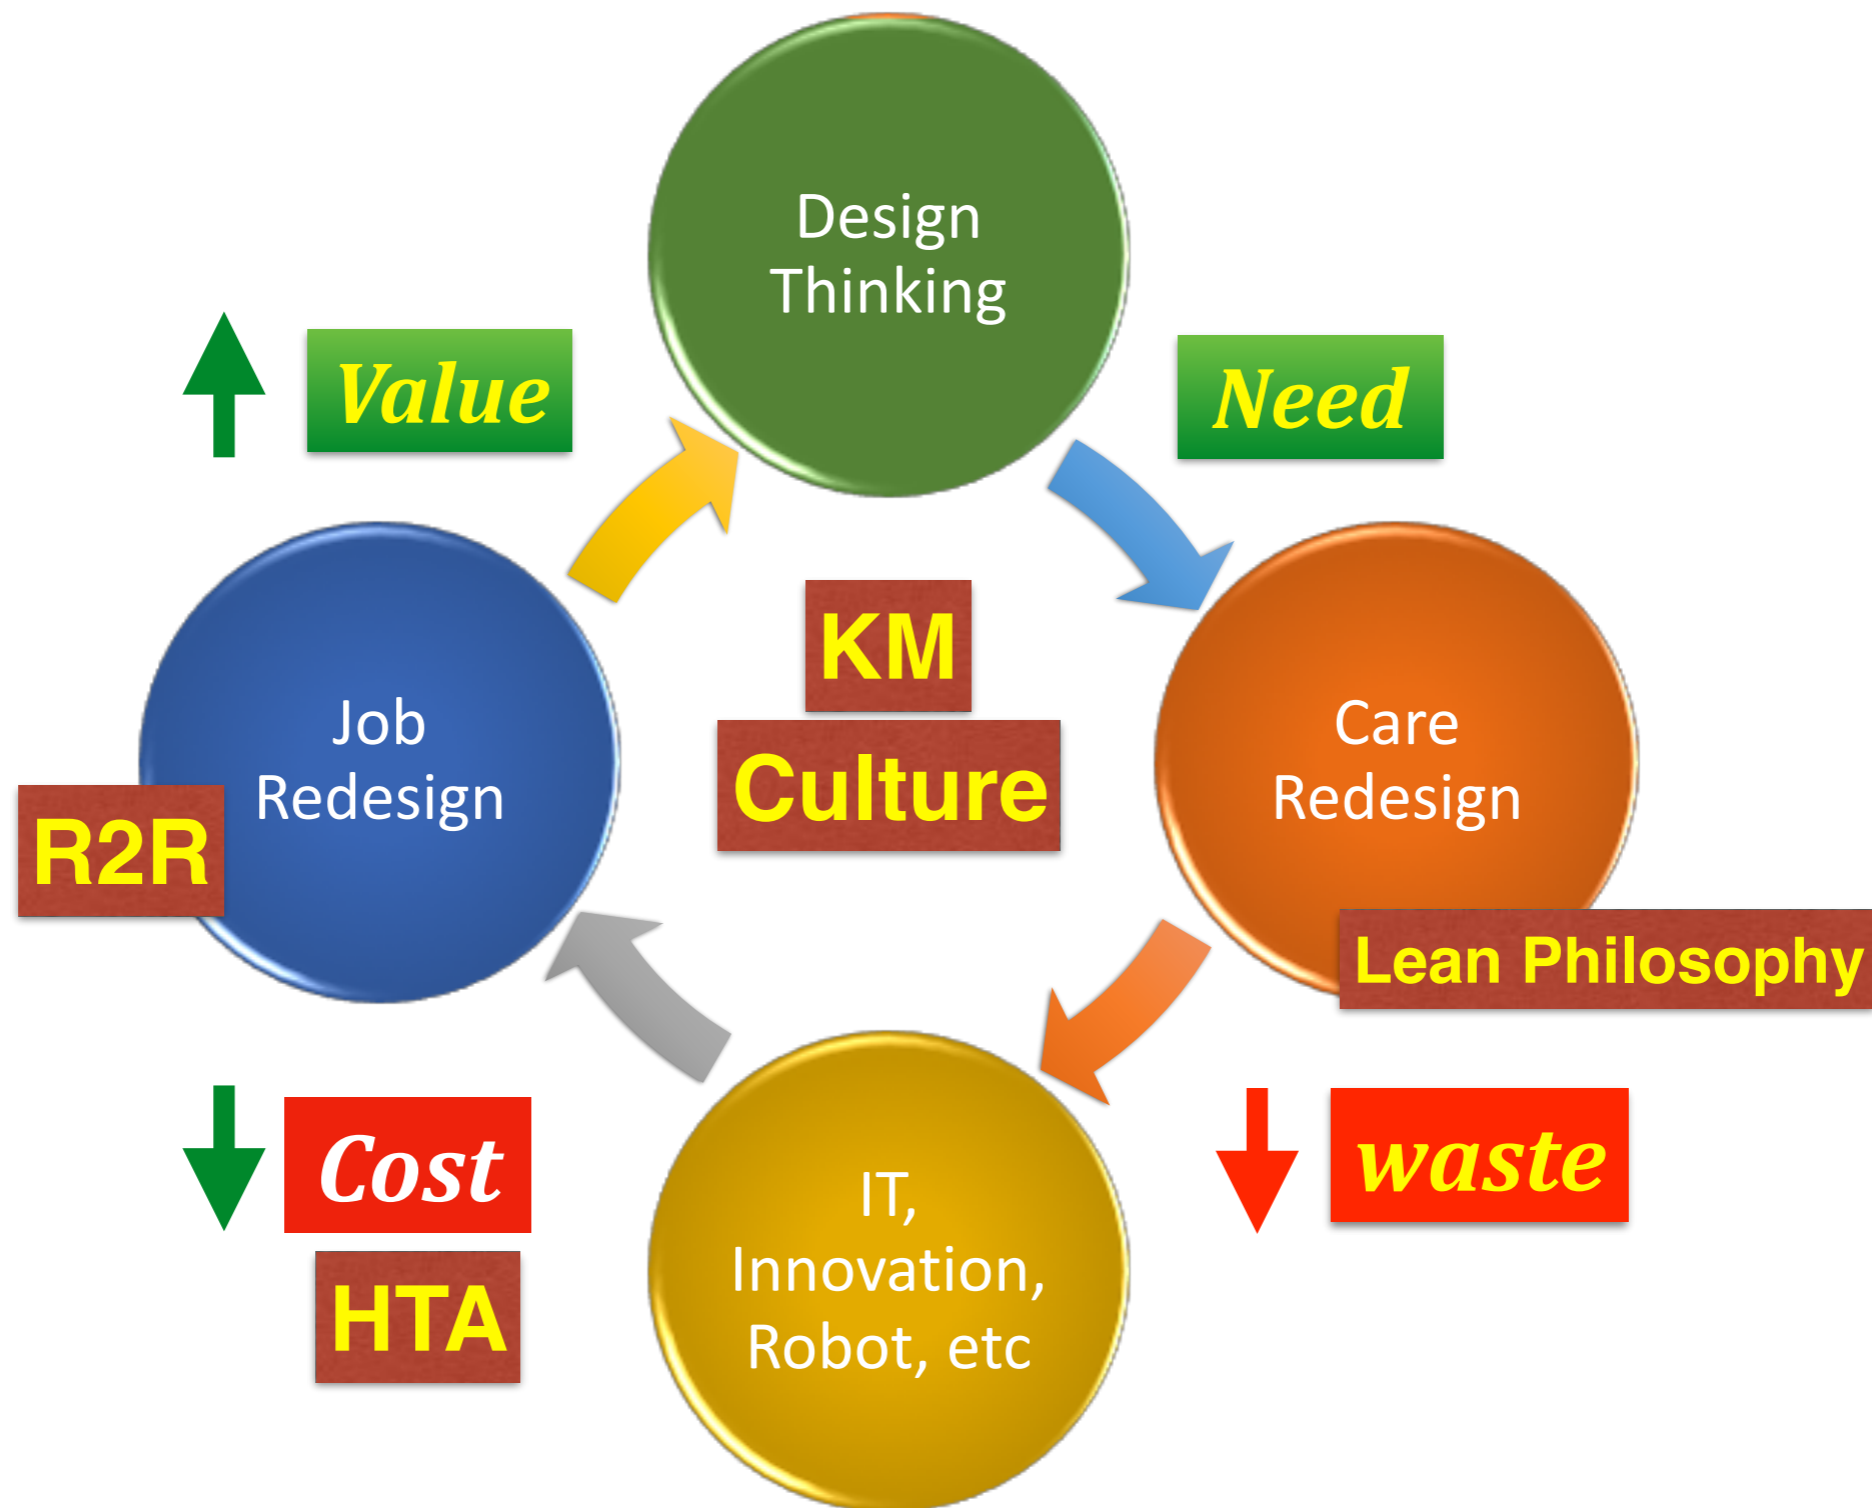 Design
Thinking
Value
Need
KM
Culture
Job
Redesign
R2R
Care
Redesign
Lean Philosophy
Cost
HTA
waste
IT,
Innovation,
Robot, etc